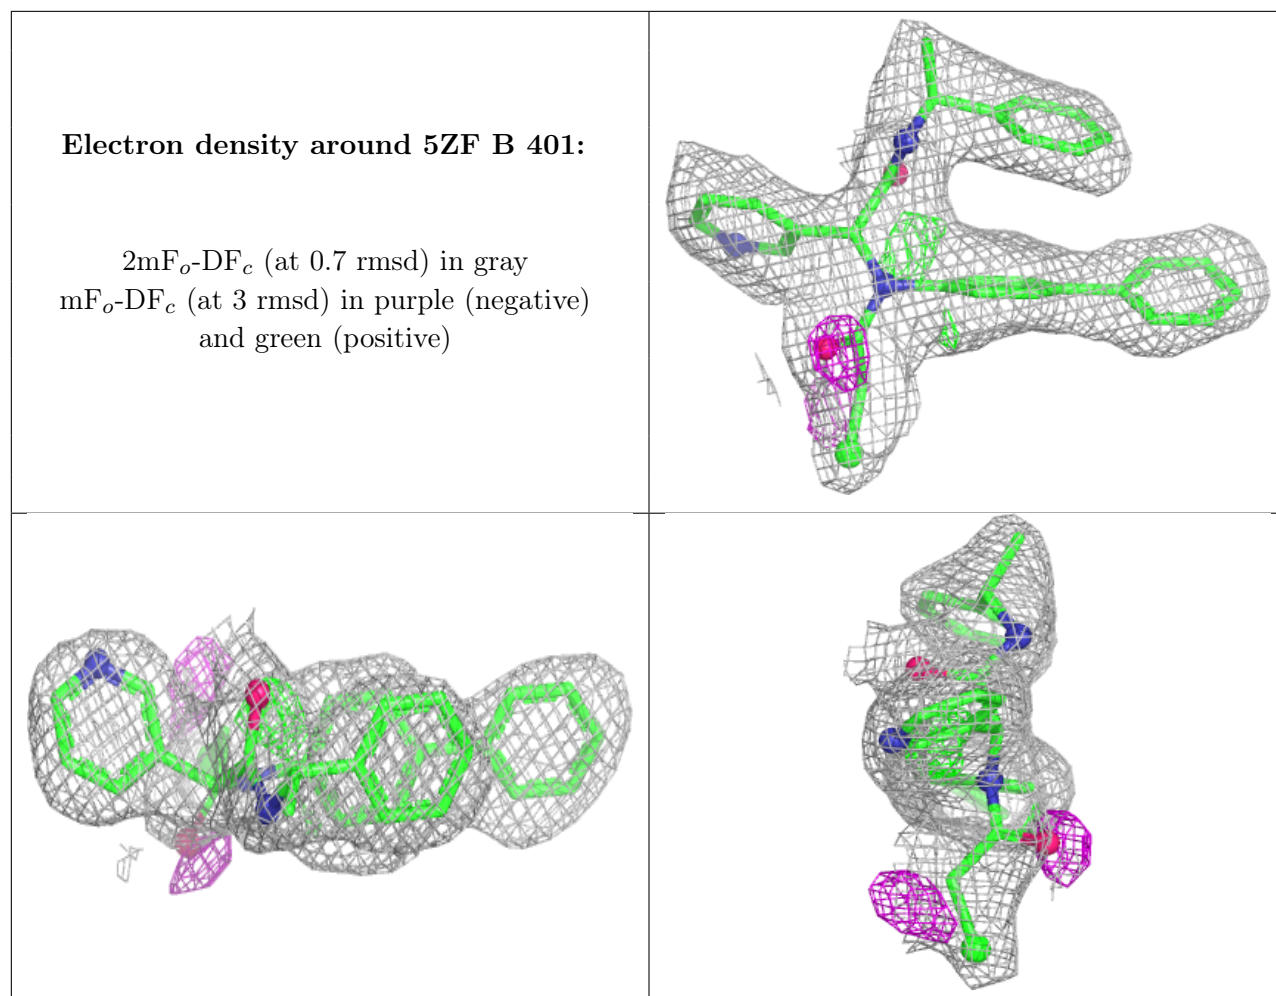 Electron density around 5ZF B 401:
2mFo-DFc (at 0.7 rmsd) in gray
mFo-DFc (at 3 rmsd) in purple (negative)
and green (positive)